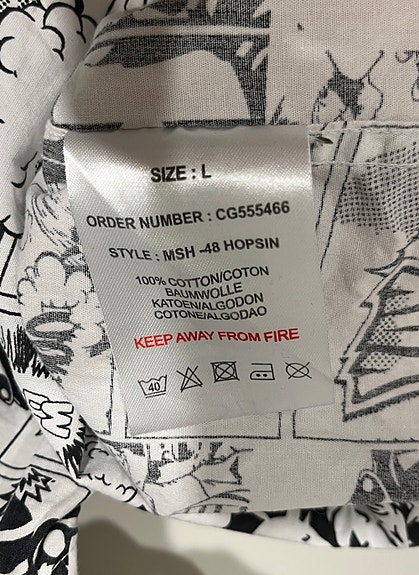 SIZE : L
ORDER NUMBER : CG555466
STYLE : MSH -48 HOPSIN
100% COTTON/COTON
BAUMWOLLE
KATOEN/ALGODON
COTONE/ALGODAO
KEEP AWAY FROM FIRE
40